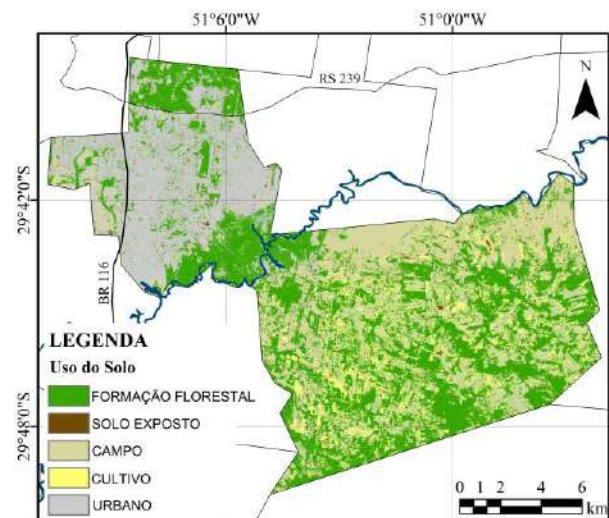 51°6'0"W
51°0'0"W
RS 239
N
29°42'0"S
BR 116
LEGENDA
Uso do Solo
FORMAÇÃO FLORESTAL
SOLO EXPOSTO
CAMPO
CULTIVO
URBANO
29°48'0"S
0 1 2 4 6
km